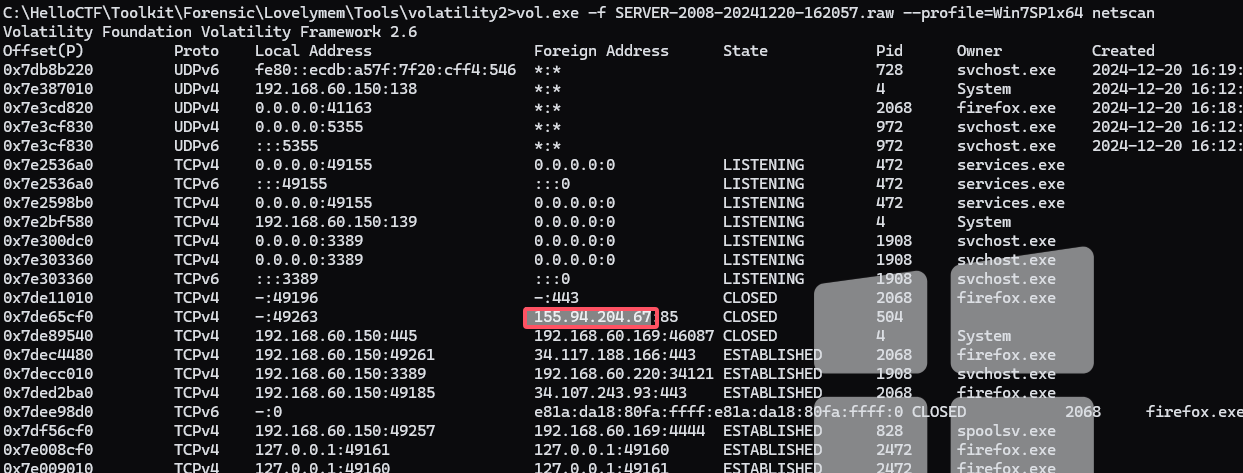 C:\HelloCTF\Toolkit\Forensic\Lovelymem\Tools\volatility2>vol.exe -f SERVER-2008-20241220-162057.raw --profile=Win7SP1x64 netscan
Volatility Foundation Volatility Framework 2.6
Offset(P) Proto Local Address Foreign Address State Pid Owner Created
0x7db8b220 UDPv6 fe80::ecdb:a57f:7f20:cff4:546 *:* 728 svchost.exe 2024-12-20 16:19:
0x7e387010 UDPv4 192.168.60.150:138 *:* 4 System 2024-12-20 16:12:
0x7e3cd820 UDPv4 0.0.0.0:41163 *:* 2068 firefox.exe 2024-12-20 16:18:
0x7e3cf830 UDPv4 0.0.0.0:5355 *:* 972 svchost.exe 2024-12-20 16:12:
0x7e3cf830 UDPv6 :::5355 *:* 972 svchost.exe 2024-12-20 16:12:
0x7e2536a0 TCPv4 0.0.0.0:49155 0.0.0.0:0 LISTENING 472 services.exe
0x7e2536a0 TCPv6 :::49155 :::0 LISTENING 472 services.exe
0x7e2598b0 TCPv4 0.0.0.0:49155 0.0.0.0:0 LISTENING 472 services.exe
0x7e2bf580 TCPv4 192.168.60.150:139 0.0.0.0:0 LISTENING 4 System
0x7e300dc0 TCPv4 0.0.0.0:3389 0.0.0.0:0 LISTENING 1908 svchost.exe
0x7e303360 TCPv4 0.0.0.0:3389 0.0.0.0:0 LISTENING 1908 svchost.exe
0x7e303360 TCPv6 :::3389 :::0 LISTENING 1908 svchost.exe
0x7de11010 TCPv4 -:49196 -:443 CLOSED 2068 firefox.exe
0x7de65cf0 TCPv4 -:49263 155.94.204.67:85 CLOSED 504
0x7de89540 TCPv4 192.168.60.150:445 192.168.60.169:46087 CLOSED 4 System
0x7dec4480 TCPv4 192.168.60.150:49261 34.117.188.166:443 ESTABLISHED 2068 firefox.exe
0x7decc010 TCPv4 192.168.60.150:3389 192.168.60.220:34121 ESTABLISHED 1908 svchost.exe
0x7ded2ba0 TCPv4 192.168.60.150:49185 34.107.243.93:443 ESTABLISHED 2068 firefox.exe
0x7dee98d0 TCPv6 -:0 e81a:da18:80fa:ffff:e81a:da18:80fa:ffff:0 CLOSED 2068 firefox.exe
0x7df56cf0 TCPv4 192.168.60.150:49257 192.168.60.169:4444 ESTABLISHED 828 spoolsv.exe
0x7e008cf0 TCPv4 127.0.0.1:49161 127.0.0.1:49160 ESTABLISHED 2472 firefox.exe
0x7e009010 TCPv4 127.0.0.1:49160 127.0.0.1:49161 ESTABLISHED 2472 firefox.exe